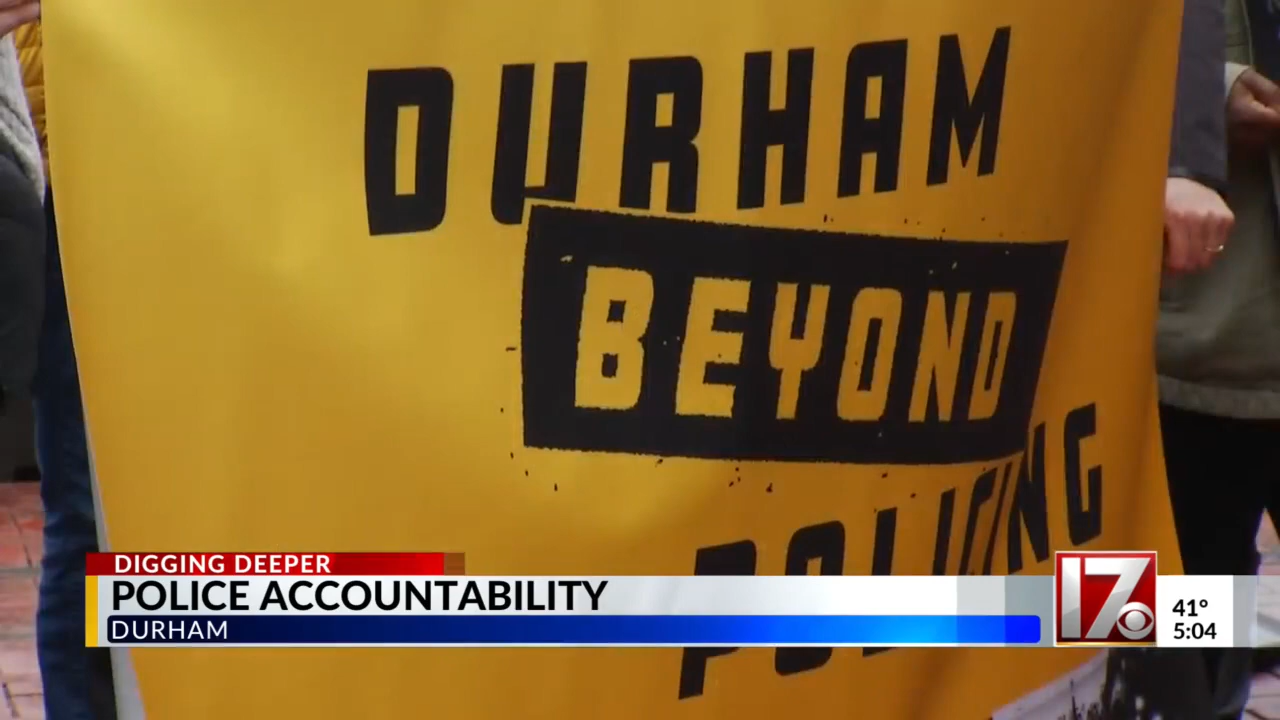 DURHAM
BEYOND
POLICING
DIGGING DEEPER
POLICE ACCOUNTABILITY
DURHAM
17
41°
5:04